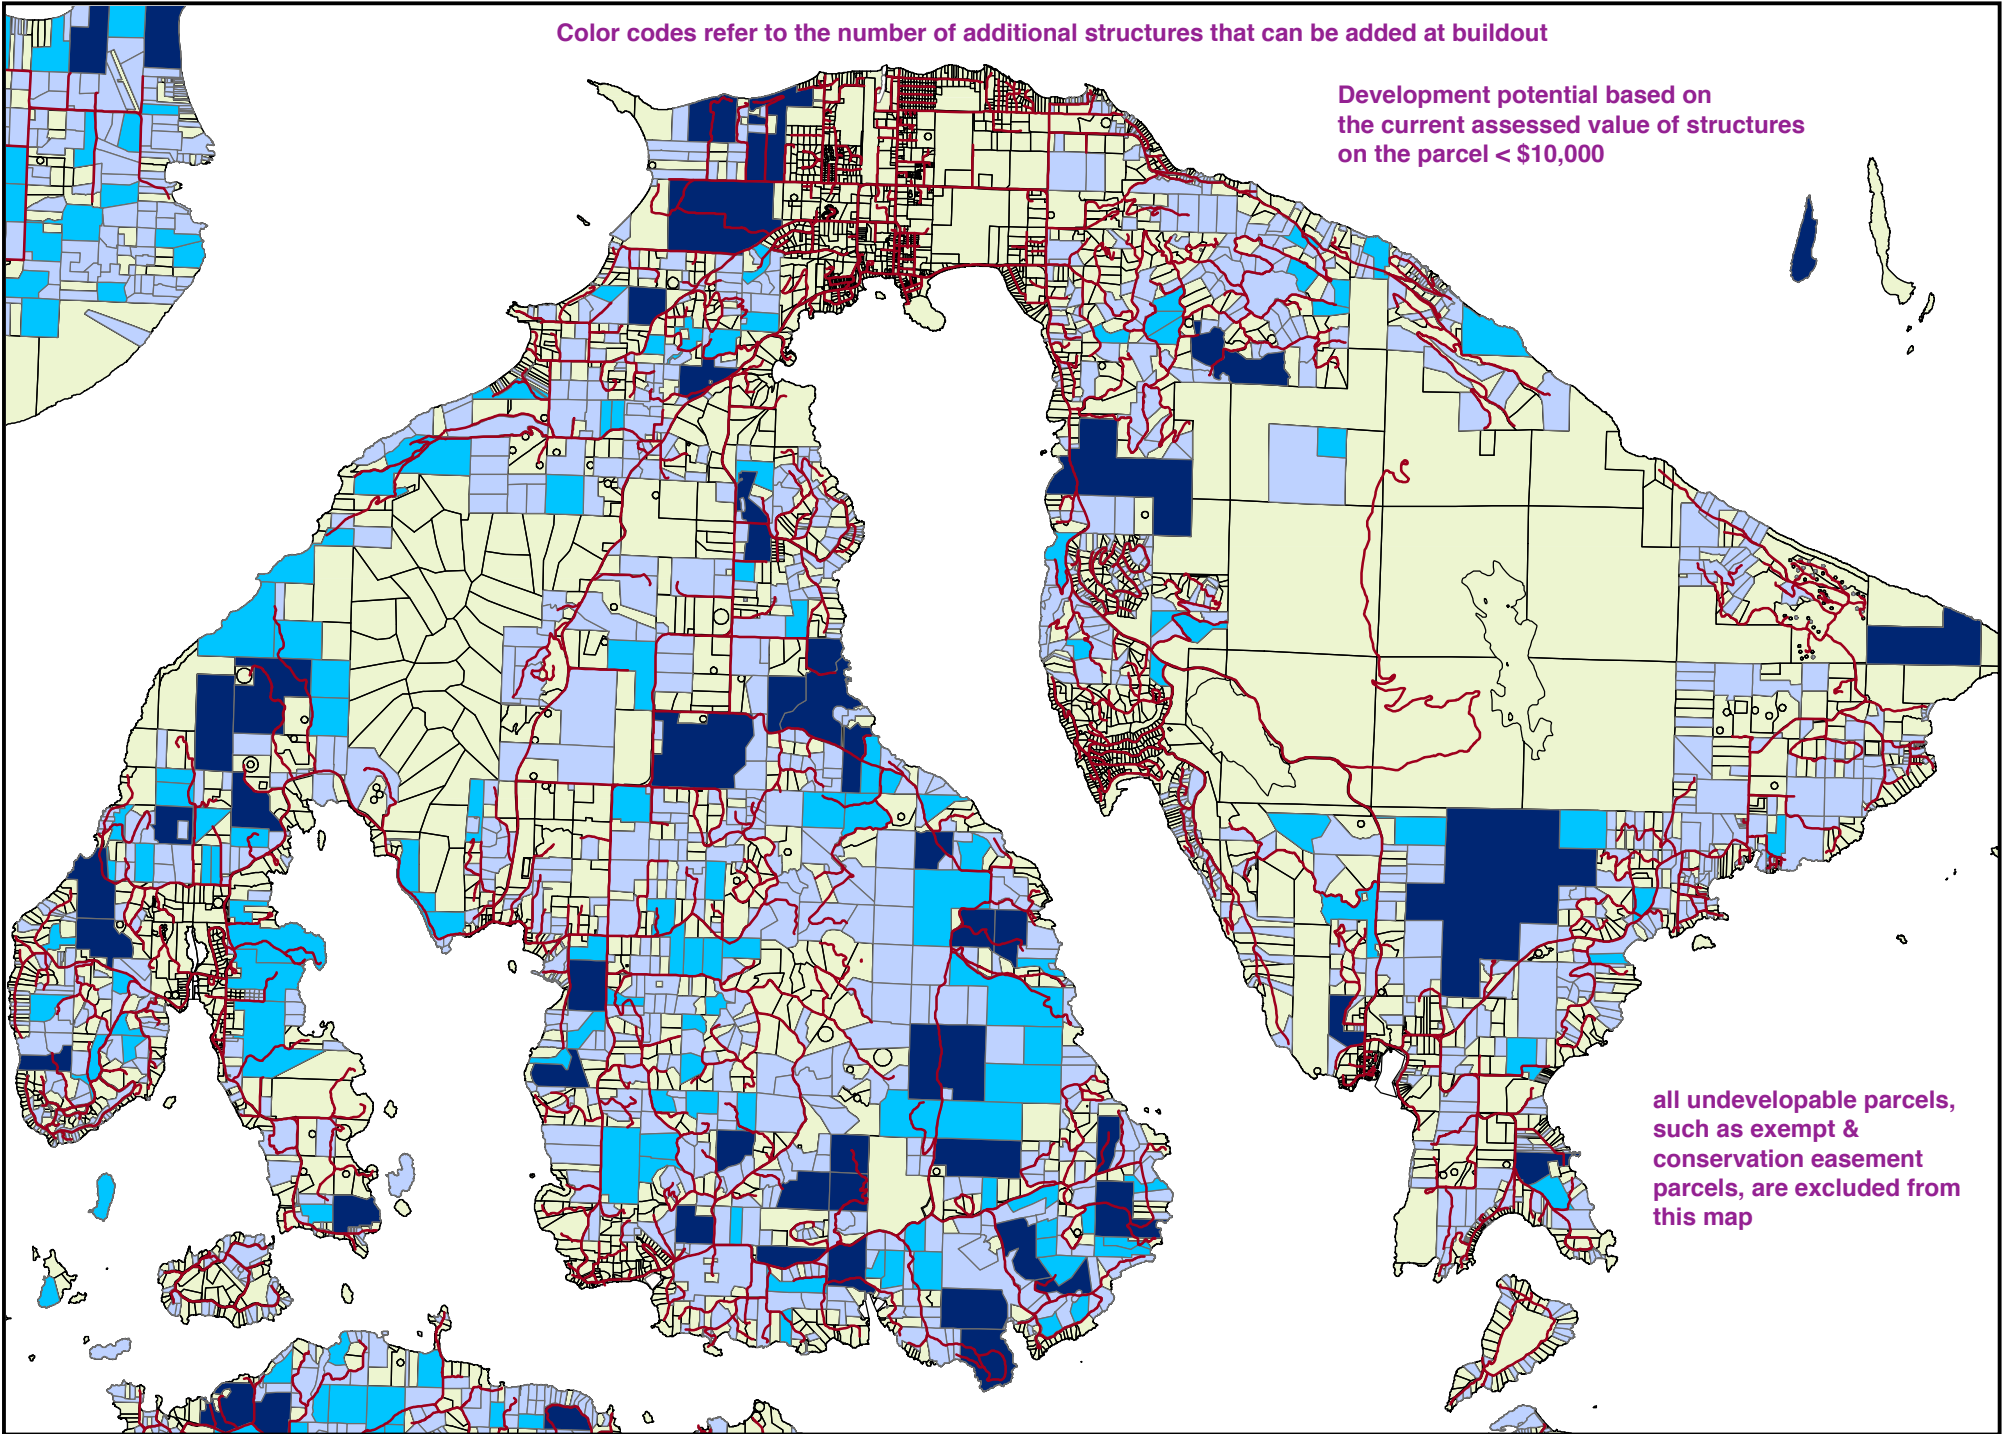 Color codes refer to the number of additional structures that can be added at buildout
Development potential based on
the current assessed value of structures
on the parcel < $10,000
all undevelopable parcels,
such as exempt &
conservation easement
parcels, are excluded from
this map